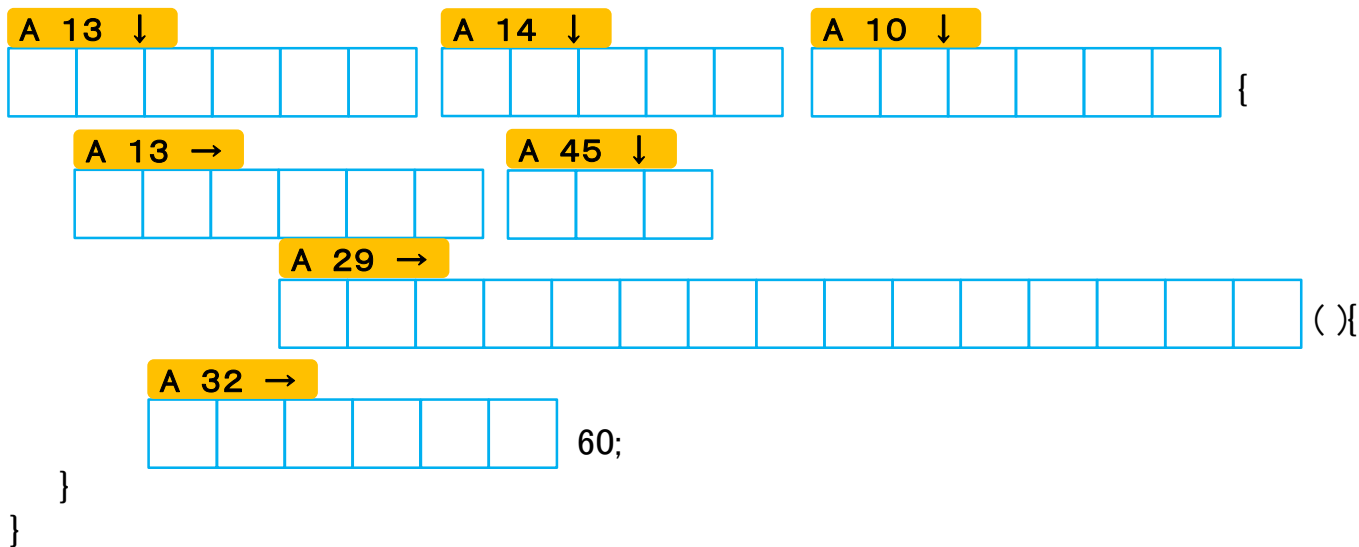 A 13 ↓ A 14 ↓ A 10 ↓
{
A 13 → A 45 ↓
A 29 →
( ){
A 32 →
60;
}
}